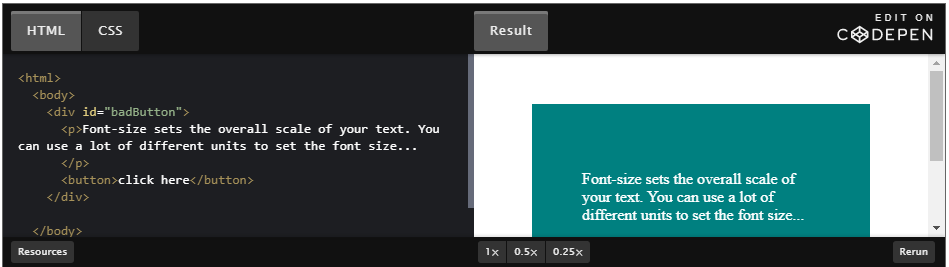 HTML CSS Result EDIT ON
CODEPEN
<html>
<body>
<div id="badButton">
<p>Font-size sets the overall scale of your text. You
can use a lot of different units to set the font size...
</p>
<button>click here</button>
</div>
</body>
Font-size sets the overall scale of
your text. You can use a lot of
different units to set the font size...
Resources 1x 0.5x 0.25x Rerun